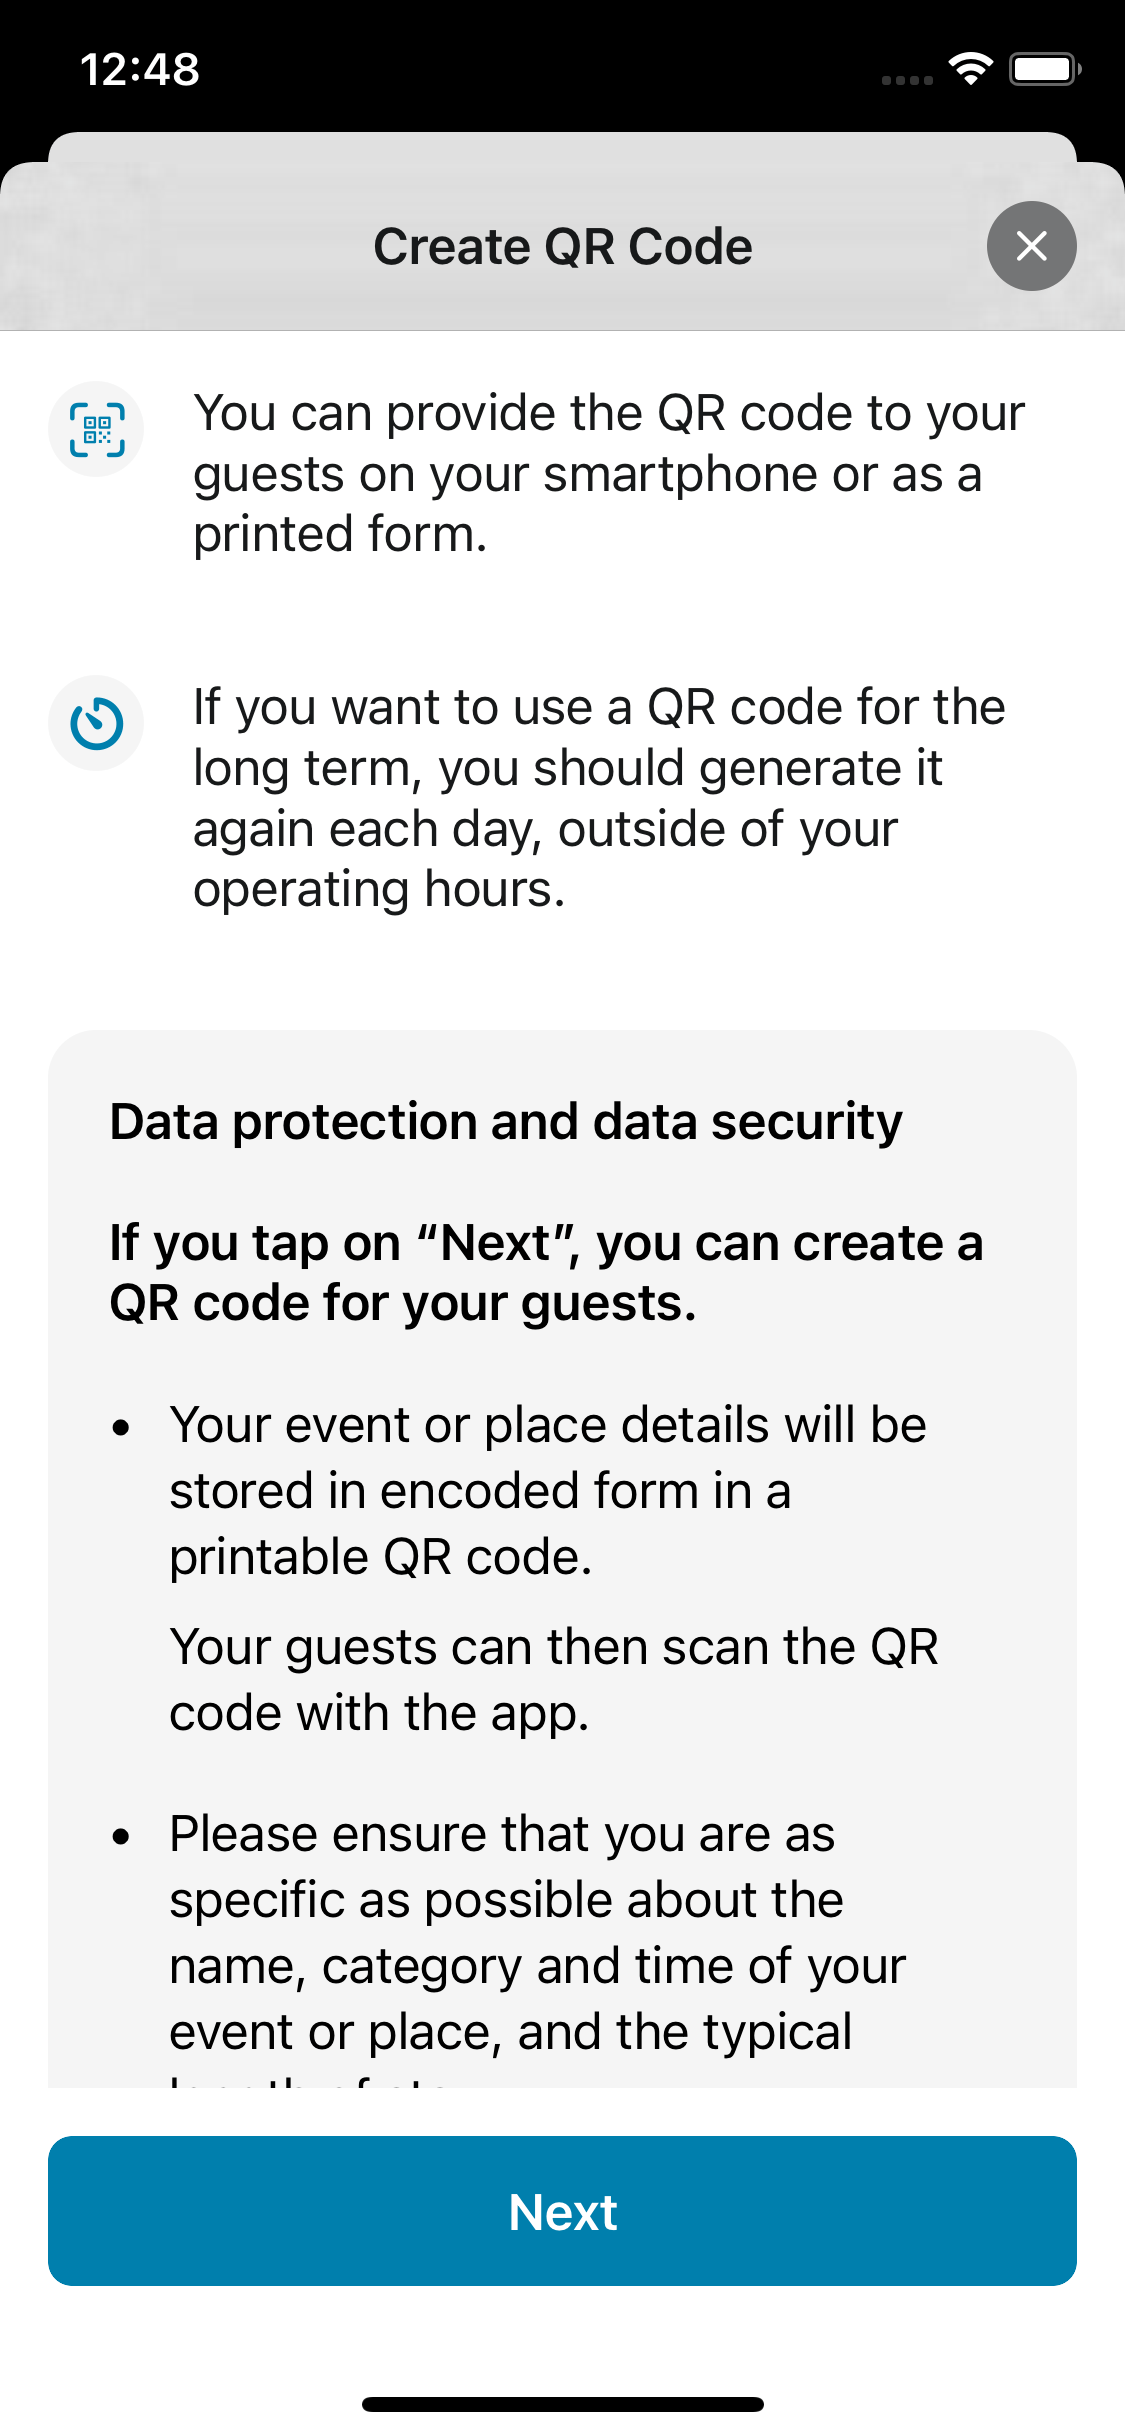 12:48
Create QR Code
You can provide the QR code to your
guests on your smartphone or as a
printed form.
If you want to use a QR code for the
long term, you should generate it
again each day, outside of your
operating hours.
Data protection and data security
If you tap on “Next”, you can create a
QR code for your guests.
• Your event or place details will be
stored in encoded form in a
printable QR code.
Your guests can then scan the QR
code with the app.
• Please ensure that you are as
specific as possible about the
name, category and time of your
event or place, and the typical
Next